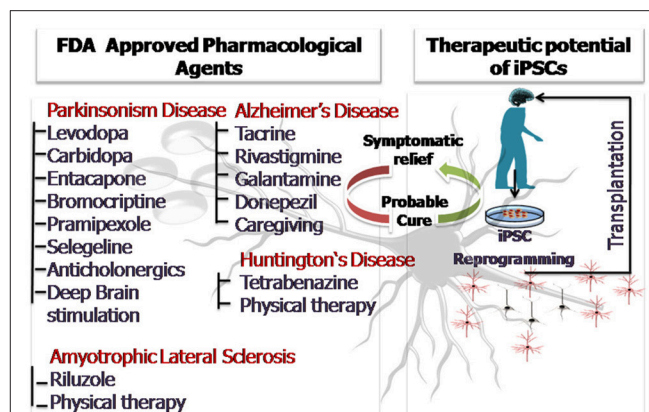 FDA Approved Pharmacological
Agents
Therapeutic potential
of iPSCs
Parkinsonism Disease
Levodopa
Carbidopa
Entacapone
Bromocriptine
Pramipexole
Selegeline
Anticholonergics
Deep Brain
stimulation
Alzheimer's Disease
Tacrine
Rivastigmine
Galantamine
Donepezil
Caregiving
Huntington's Disease
Tetrabenazine
Physical therapy
Amyotrophic Lateral Sclerosis
Riluzole
Physical therapy
Symptomatic
relief
Probable
Cure
iPSC
Reprogramming
Transplantation